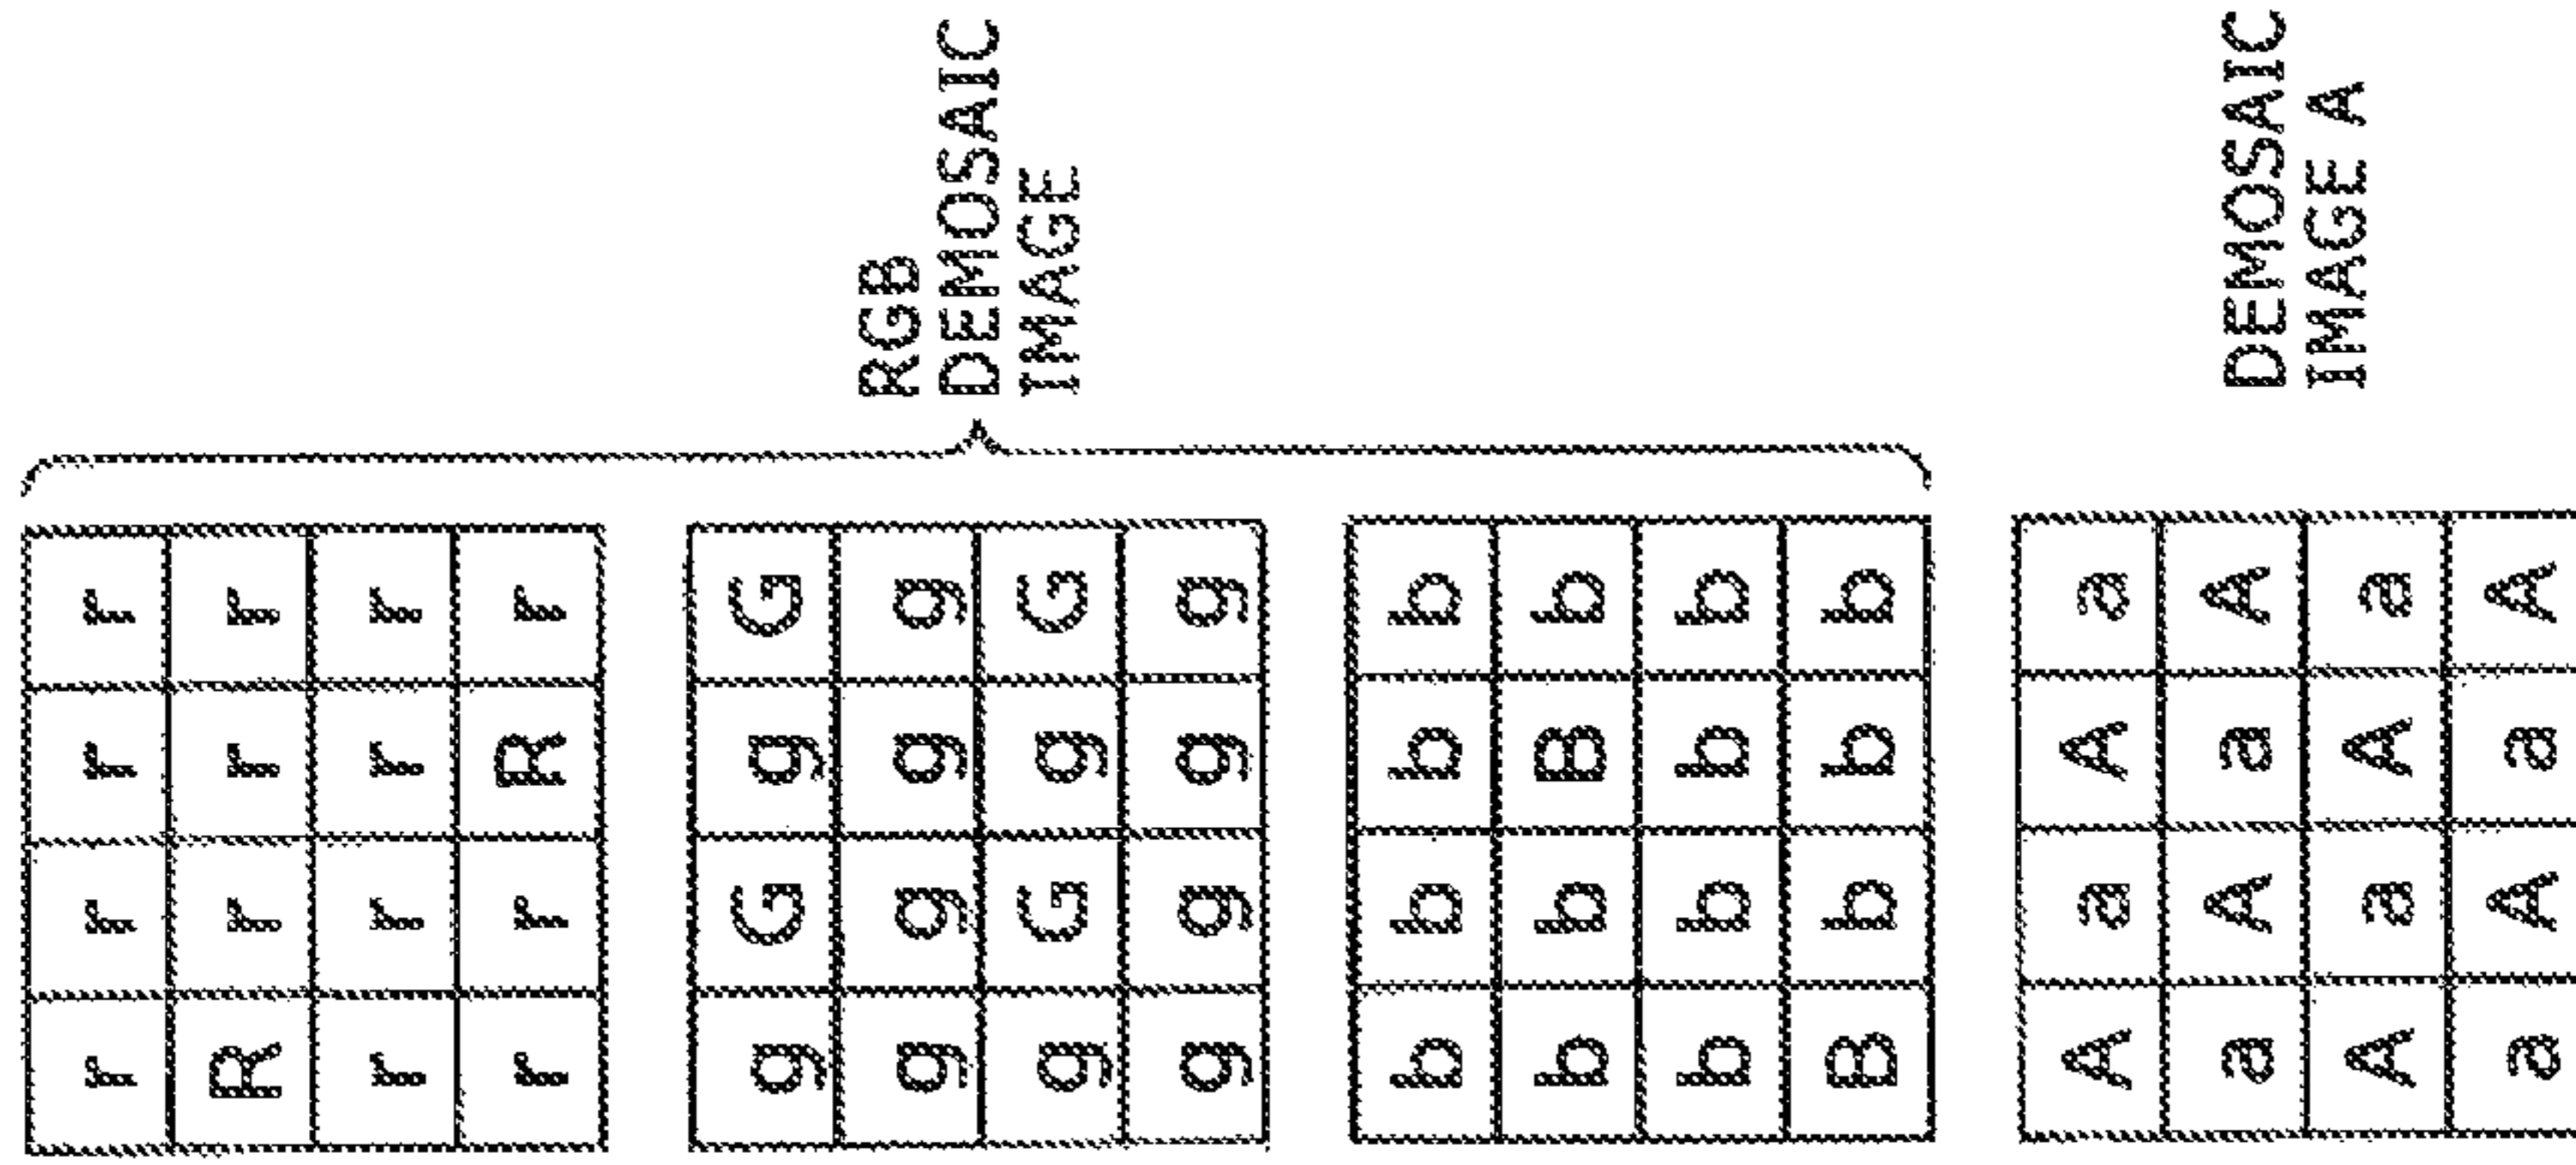 r r r r
R r r r
r r r r
r r R r
g G g G
g g g g
g G g G
g g g g
b b b b
b b B b
b b b b
B b b b
RGB
DEMOSAIC
IMAGE
A a A a
a A a A
A a A a
a A a A
DEMOSAIC
IMAGE A